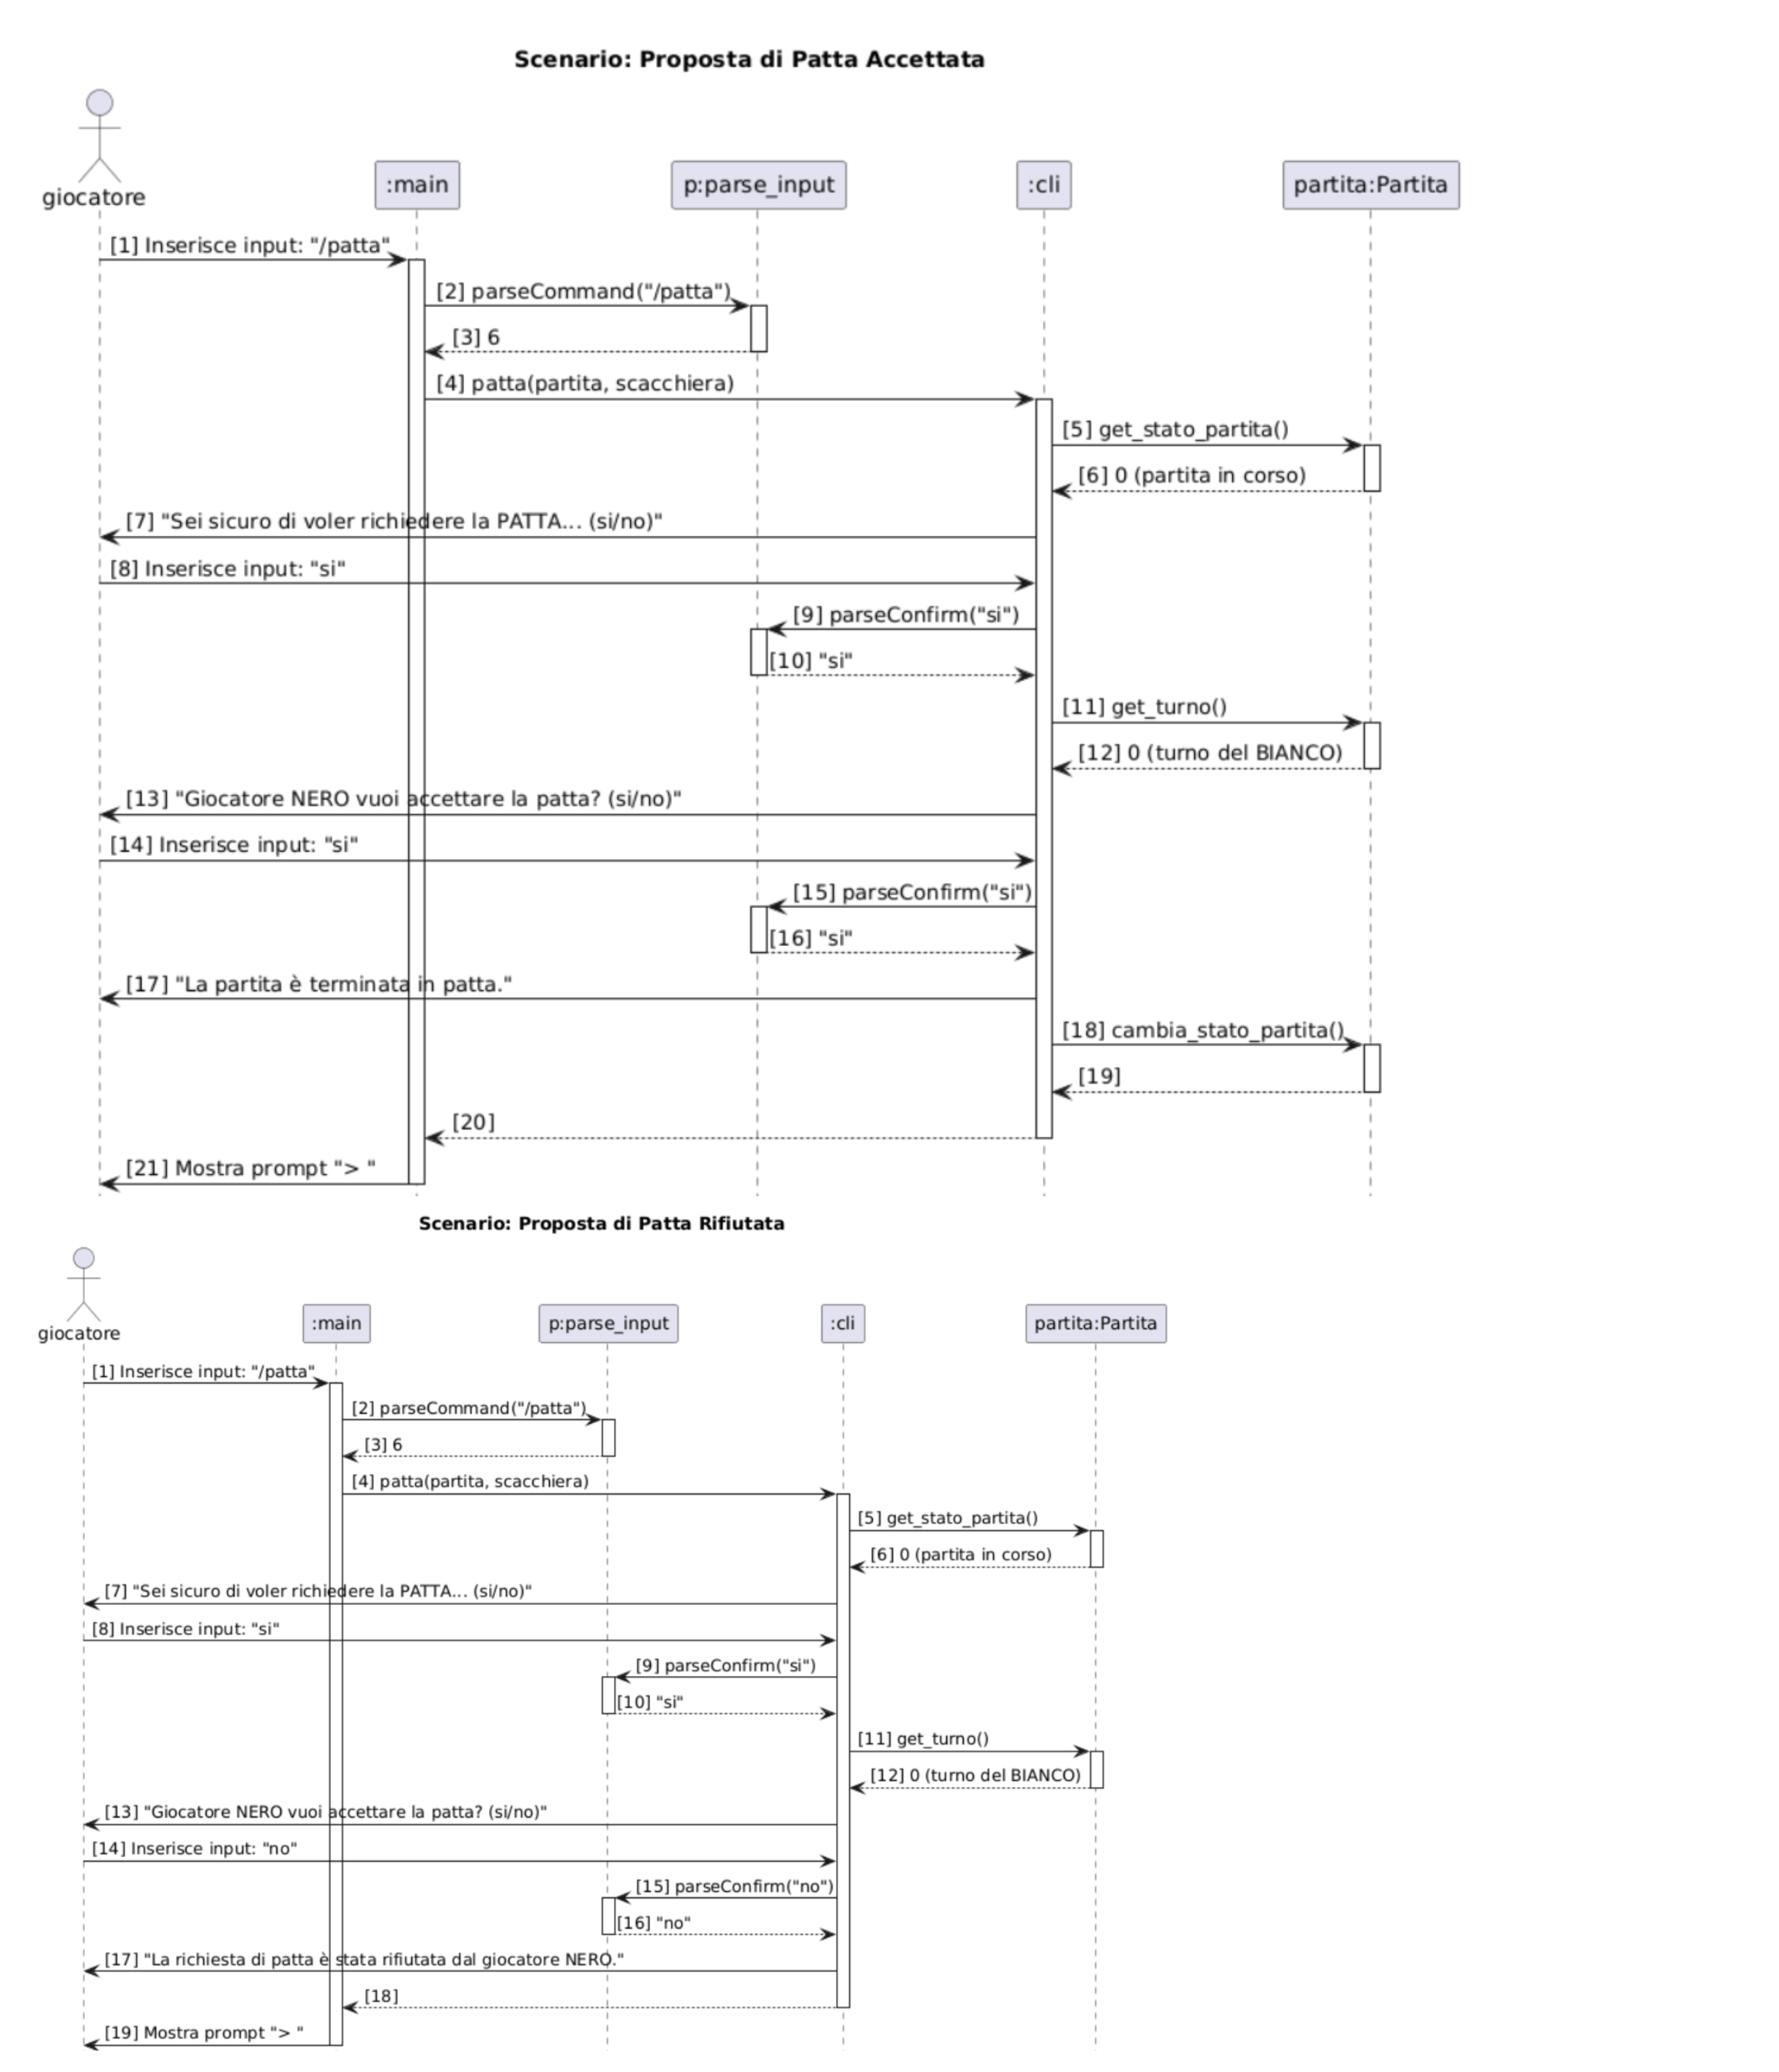 Scenario: Proposta di Patta Accettata
giocatore
:main
p:parse_input
:cli
partita:Partita
[1] Inserisce input: "/patta"
[2] parseCommand("/patta")
[3] 6
[4] patta(partita, scacchiera)
[5] get_stato_partita()
[6] 0 (partita in corso)
[7] "Sei sicuro di voler richiedere la PATTA... (si/no)"
[8] Inserisce input: "si"
[9] parseConfirm("si")
[10] "si"
[11] get_turno()
[12] 0 (turno del BIANCO)
[13] "Giocatore NERO vuoi accettare la patta? (si/no)"
[14] Inserisce input: "si"
[15] parseConfirm("si")
[16] "si"
[17] "La partita è terminata in patta."
[18] cambia_stato_partita()
[19]
[20]
[21] Mostra prompt "> "
Scenario: Proposta di Patta Rifiutata
giocatore
:main
p:parse_input
:cli
partita:Partita
[1] Inserisce input: "/patta"
[2] parseCommand("/patta")
[3] 6
[4] patta(partita, scacchiera)
[5] get_stato_partita()
[6] 0 (partita in corso)
[7] "Sei sicuro di voler richiedere la PATTA... (si/no)"
[8] Inserisce input: "si"
[9] parseConfirm("si")
[10] "si"
[11] get_turno()
[12] 0 (turno del BIANCO)
[13] "Giocatore NERO vuoi accettare la patta? (si/no)"
[14] Inserisce input: "no"
[15] parseConfirm("no")
[16] "no"
[17] "La richiesta di patta è stata rifiutata dal giocatore NERO."
[18]
[19] Mostra prompt "> "